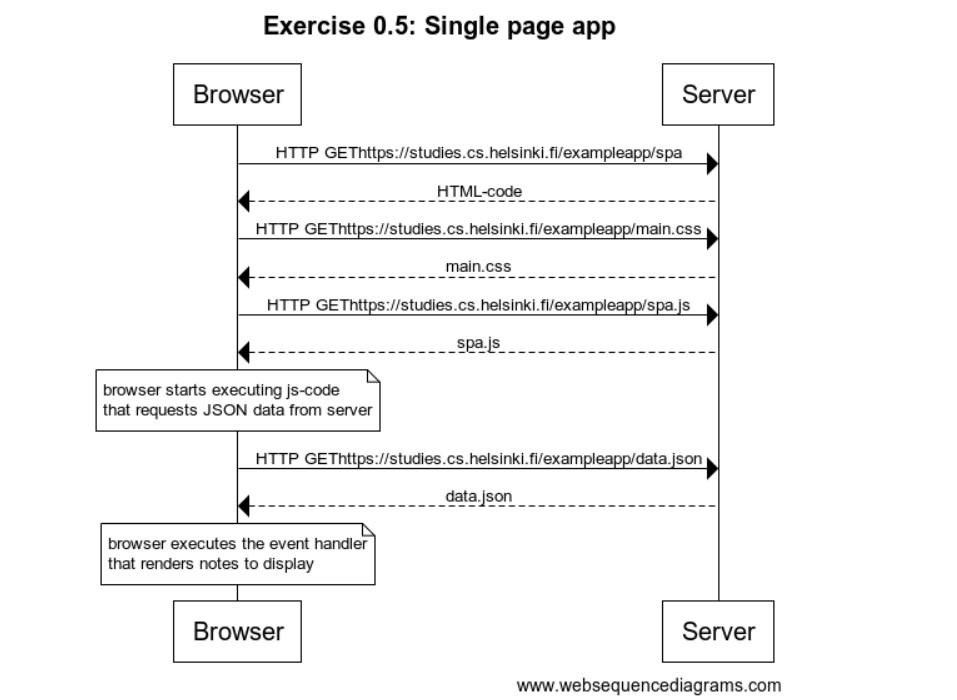 Exercise 0.5: Single page app
Browser
Server
HTTP GEThttps://studies.cs.helsinki.fi/exampleapp/spa
HTML-code
HTTP GEThttps://studies.cs.helsinki.fi/exampleapp/main.css
main.css
HTTP GEThttps://studies.cs.helsinki.fi/exampleapp/spa.js
spa.js
browser starts executing js-code
that requests JSON data from server
HTTP GEThttps://studies.cs.helsinki.fi/exampleapp/data.json
data.json
browser executes the event handler
that renders notes to display
Browser
Server
www.websequencediagrams.com